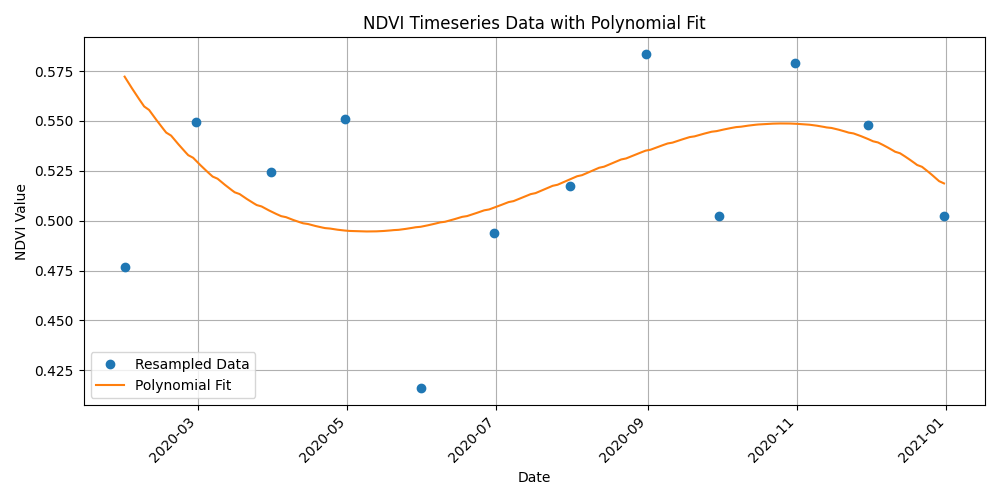 NDVI Timeseries Data with Polynomial Fit
NDVI Value
0.575
0.550
0.525
0.500
0.475
0.450
0.425
Resampled Data
Polynomial Fit
2020-03
2020-05
2020-07
2020-09
2020-11
2021-01
Date